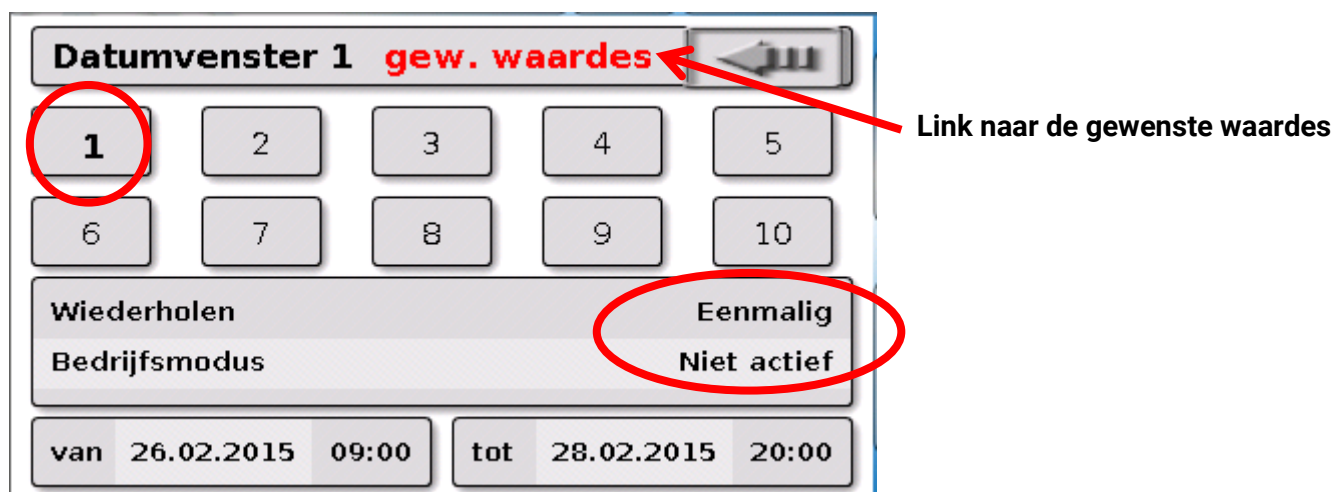 Datumvenster 1 gew. waardes
Link naar de gewenste waardes
1 2 3 4 5
6 7 8 9 10
Wiederholen Eenmalig
Bedrijfsmodus Niet actief
van 26.02.2015 09:00 tot 28.02.2015 20:00